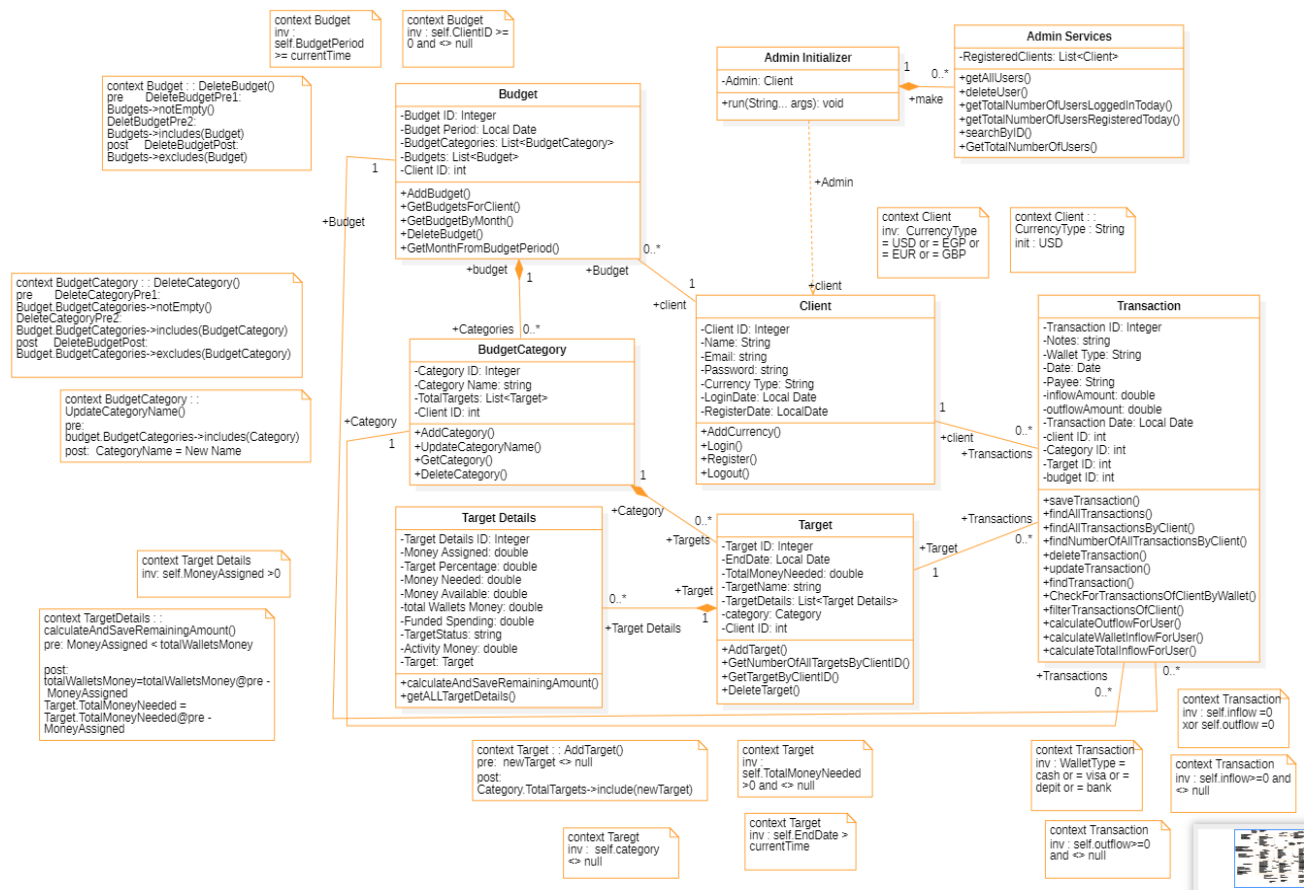 context Budget
inv :
self.BudgetPeriod
>= currentTime
context Budget
inv : self.ClientID >=
0 and <> null
context Budget : : DeleteBudget()
pre DeleteBudgetPre1:
Budgets->notEmpty()
DeletBudgetPre2:
Budgets->includes(Budget)
post DeleteBudgetPost:
Budgets->excludes(Budget)
Budget
-Budget ID: Integer
-Budget Period: Local Date
-BudgetCategories: List<BudgetCategory>
-Budgets: List<Budget>
-Client ID: int
+AddBudget()
+GetBudgetsForClient()
+GetBudgetByMonth()
+DeleteBudget()
+GetMonthFromBudgetPeriod()
Admin Initializer
-Admin: Client
+run(String... args): void
1
0..*
+make
Admin Services
-RegisteredClients: List<Client>
+getAllUsers()
+deleteUser()
+getTotalNumberOfUsersLoggedInToday()
+getTotalNumberOfUsersRegisteredToday()
+searchByID()
+GetTotalNumberOfUsers()
1
+Budget
+Admin
context Client
inv: CurrencyType
= USD or = EGP or
= EUR or = GBP
context Client : :
CurrencyType : String
init : USD
+budget
1
0..*
+Budget
1
+client
+client
context BudgetCategory : : DeleteCategory()
pre DeleteCategoryPre1:
Budget.BudgetCategories->notEmpty()
DeleteCategoryPre2:
Budget.BudgetCategories->includes(BudgetCategory)
post DeleteBudgetPost:
Budget.BudgetCategories->excludes(BudgetCategory)
+Categories
0..*
BudgetCategory
-Category ID: Integer
-Category Name: string
-TotalTargets: List<Target>
-Client ID: int
+AddCategory()
+UpdateCategoryName()
+GetCategory()
+DeleteCategory()
Client
-Client ID: Integer
-Name: String
-Email: string
-Password: string
-Currency Type: String
-LoginDate: Local Date
-RegisterDate: LocalDate
+AddCurrency()
+Login()
+Register()
+Logout()
Transaction
-Transaction ID: Integer
-Notes: string
-Wallet Type: String
-Date: Date
-Payee: String
-inflowAmount: double
-outflowAmount: double
-Transaction Date: Local Date
-client ID: int
-Category ID: int
-Target ID: int
-budget ID: int
+saveTransaction()
+findAllTransactions()
+findAllTransactionsByClient()
+findNumberOfAllTransactionsByClient()
+deleteTransaction()
+updateTransaction()
+findTransaction()
+CheckForTransactionsOfClientByWallet()
+filterTransactionsOfClient()
+calculateOutflowForUser()
+calculateWalletInflowForUser()
+calculateTotalInflowForUser()
context BudgetCategory : :
UpdateCategoryName()
pre:
budget.BudgetCategories->includes(Category)
post: CategoryName = New Name
+Category
1
1
+client
0..*
+Transactions
1
+Category
0..*
+Targets
Target Details
-Target Details ID: Integer
-Money Assigned: double
-Target Percentage: double
-Money Needed: double
-Money Available: double
-total Wallets Money: double
-Funded Spending: double
-TargetStatus: string
-Activity Money: double
-Target: Target
+calculateAndSaveRemainingAmount()
+getALLTargetDetails()
0..*
+Target Details
+Target
1
Target
-Target ID: Integer
-EndDate: Local Date
-TotalMoneyNeeded: double
-TargetName: string
-TargetDetails: List<Target Details>
-category: Category
-Client ID: int
+AddTarget()
+GetNumberOfAllTargetsByClientID()
+GetTargetByClientID()
+DeleteTarget()
+Transactions
0..*
+Target
1
context Target Details
inv: self.MoneyAssigned >0
context TargetDetails : :
calculateAndSaveRemainingAmount()
pre: MoneyAssigned < totalWalletsMoney
post:
totalWalletsMoney=totalWalletsMoney@pre -
MoneyAssigned
Target.TotalMoneyNeeded =
Target.TotalMoneyNeeded@pre -
MoneyAssigned
+Transactions
0..*
0..*
context Transaction
inv : self.inflow =0
xor self.outflow =0
context Target : : AddTarget()
pre: newTarget <> null
post:
Category.TotalTargets->include(newTarget)
context Target
inv :
self.TotalMoneyNeeded
>0 and <> null
context Transaction
inv : WalletType =
cash or = visa or =
depit or = bank
context Transaction
inv : self.inflow>=0 and
<> null
context Taregt
inv : self.category
<> null
context Target
inv : self.EndDate >
currentTime
context Transaction
inv : self.outflow>=0
and <> null